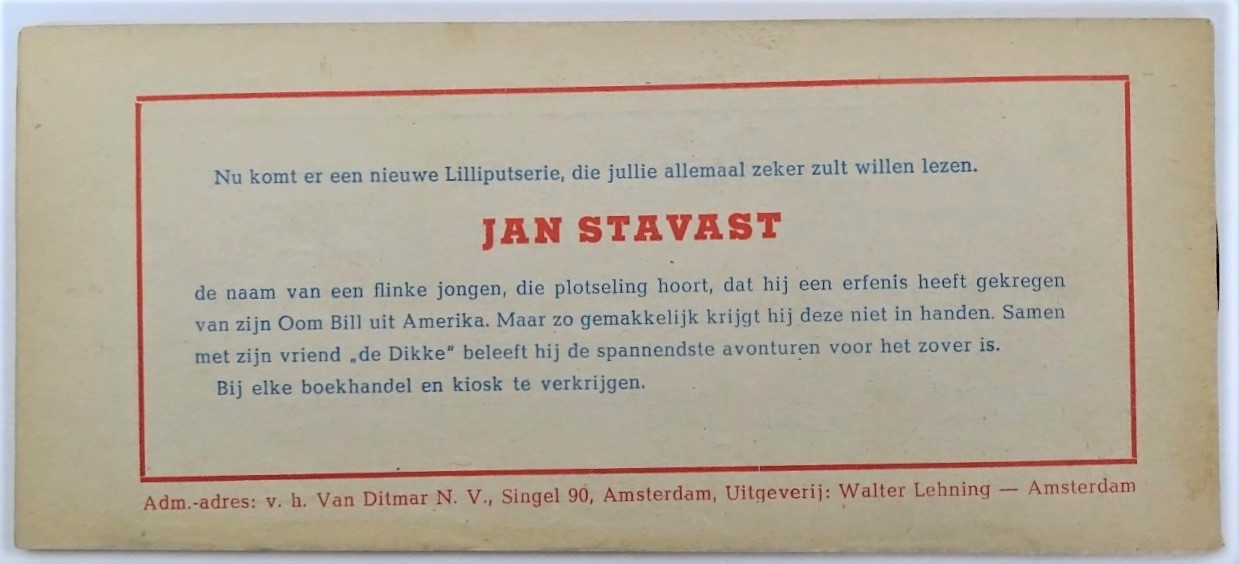 Nu komt er een nieuwe Lilliputserie, die jullie allemaal zeker zult willen lezen.
JAN STAVAST
de naam van een flinke jongen, die plotseling hoort, dat hij een erfenis heeft gekregen
van zijn Oom Bill uit Amerika. Maar zo gemakkelijk krijgt hij deze niet in handen. Samen
met zijn vriend „de Dikke" beleeft hij de spannendste avonturen voor het zover is.
Bij elke boekhandel en kiosk te verkrijgen.
Adm.-adres: v. h. Van Ditmar N. V., Singel 90, Amsterdam, Uitgeverij: Walter Lehning — Amsterdam